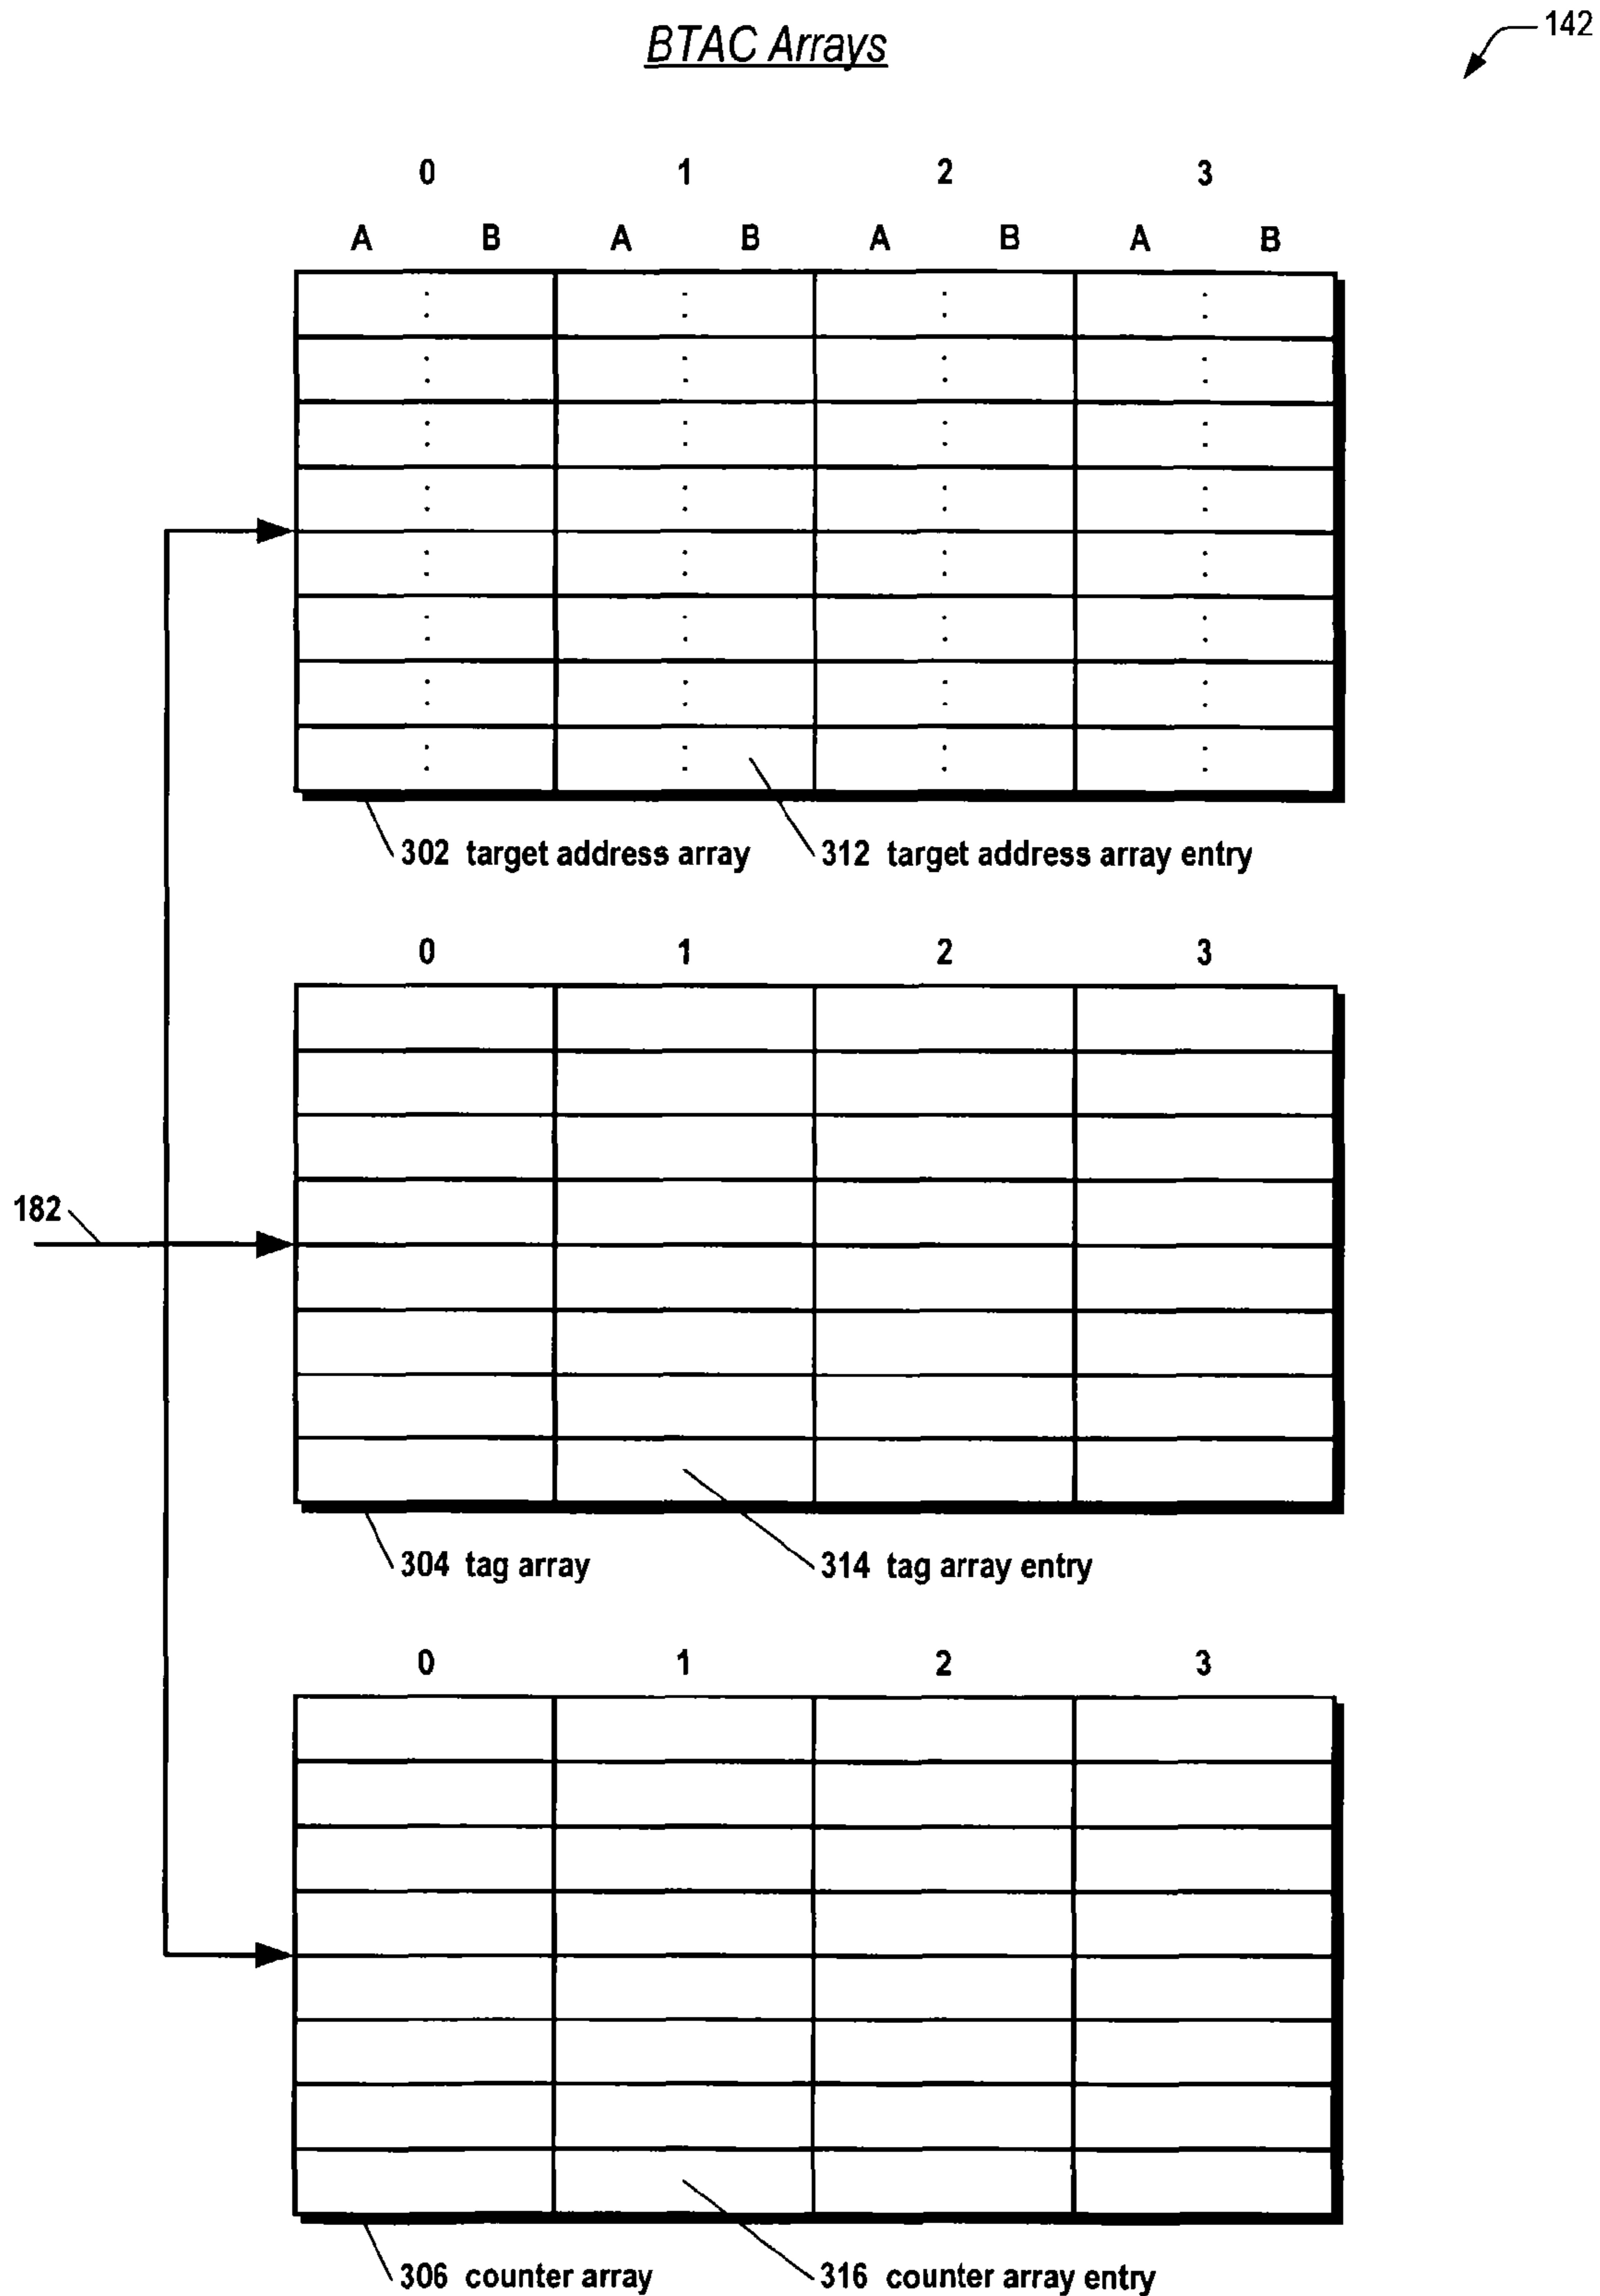 BTAC Arrays
142
0 1 2 3
A B A B A B A B
302 target address array 312 target address array entry
0 1 2 3
182
304 tag array 314 tag array entry
0 1 2 3
306 counter array 316 counter array entry